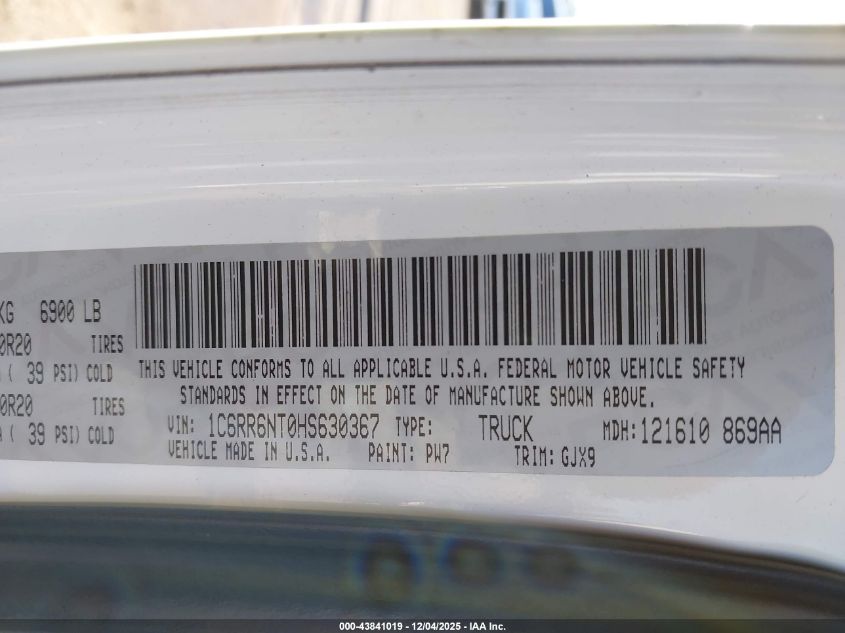 KG 6900 LB
0R20 TIRES
( 39 PSI) COLD
0R20 TIRES
A ( 39 PSI) COLD
THIS VEHICLE CONFORMS TO ALL APPLICABLE U.S.A. FEDERAL MOTOR VEHICLE SAFETY
STANDARDS IN EFFECT ON THE DATE OF MANUFACTURE SHOWN ABOVE.
VIN: 1C6RR6NT0HS630367 TYPE: TRUCK MDH: 121610 869AA
VEHICLE MADE IN U.S.A. PAINT: PW7 TRIM: GJX9
000-43841019 - 12/04/2025 - IAA Inc.